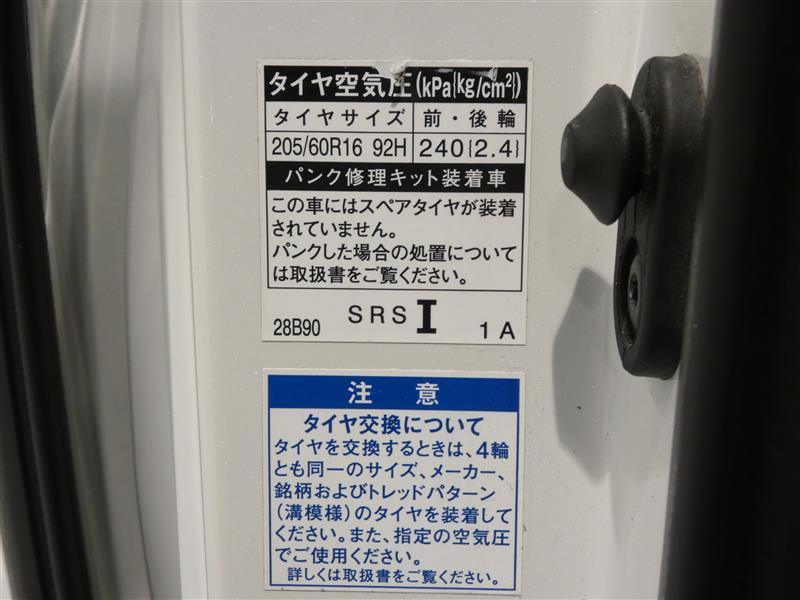 タイヤ空気圧(kPa{kg/cm²})
タイヤサイズ 前・後輪
205/60R16 92H 240{2.4}
パンク修理キット装着車
この車にはスペアタイヤが装着
されていません。
パンクした場合の処置について
は取扱書をご覧ください。
28B90 SRS I 1A
注 意
タイヤ交換について
タイヤを交換するときは、4輪
とも同一のサイズ、メーカー、
銘柄およびトレッドパターン
(溝模様)のタイヤを装着して
ください。また、指定の空気圧
でご使用ください。
詳しくは取扱書をご覧ください。